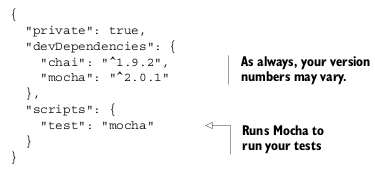 {
  "private": true,
  "devDependencies": {
    "chai": "^1.9.2",
    "mocha": "^2.0.1"
  },
  "scripts": {
    "test": "mocha"
  }
}
As always, your version
numbers may vary.
Runs Mocha to
run your tests